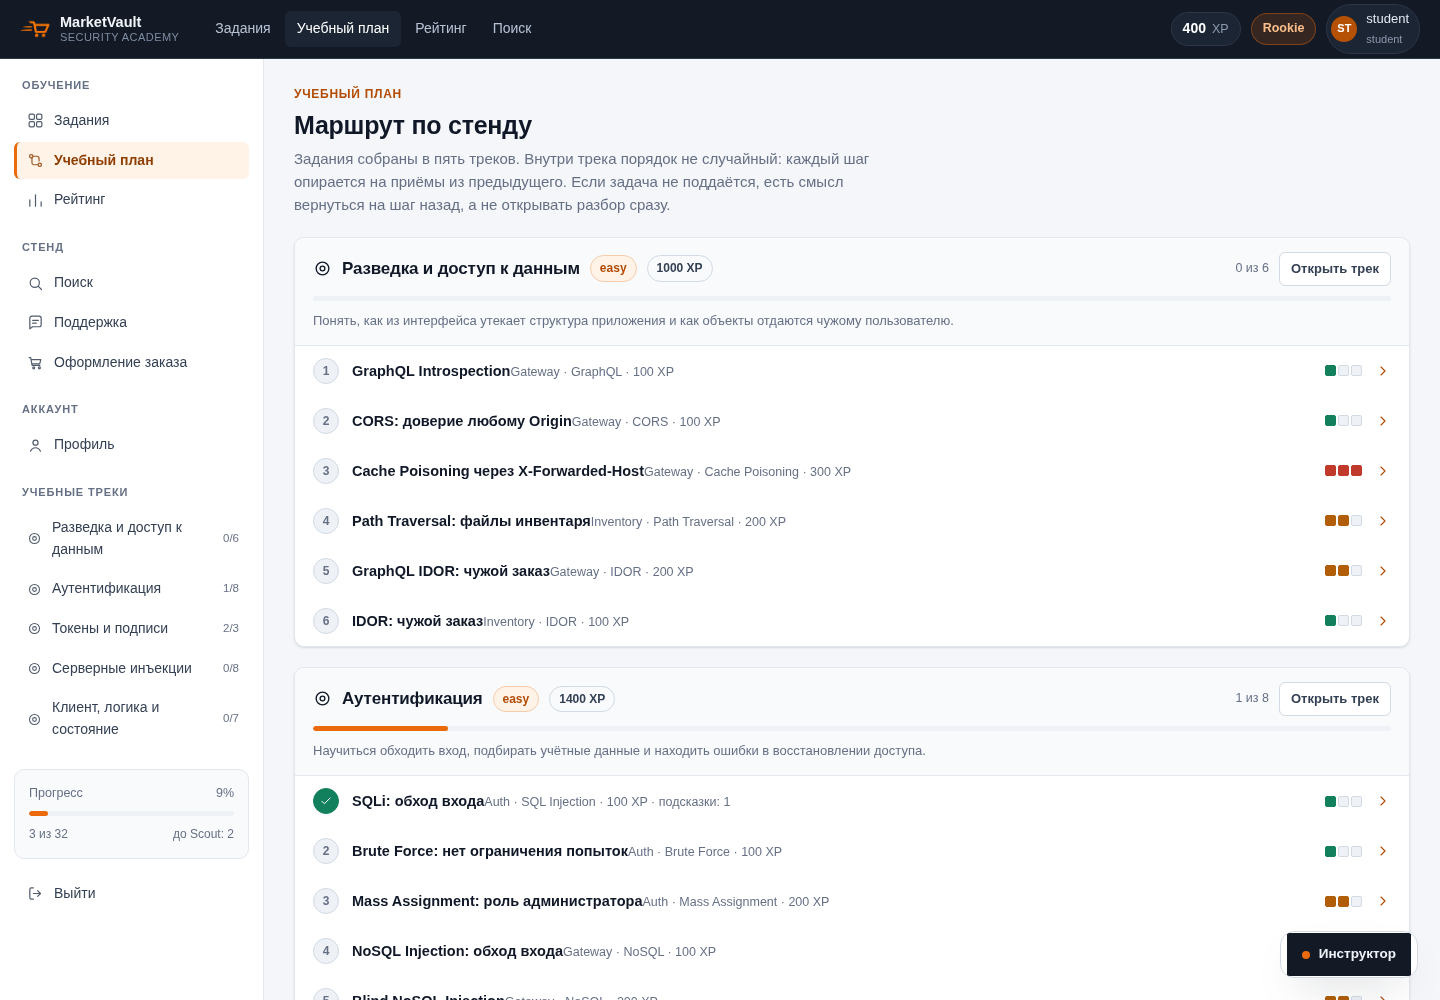 MarketVault
SECURITY ACADEMY
Задания
Учебный план
Рейтинг
Поиск
400 XP
Rookie
ST
student
student
ОБУЧЕНИЕ
Задания
Учебный план
Рейтинг
СТЕНД
Поиск
Поддержка
Оформление заказа
АККАУНТ
Профиль
УЧЕБНЫЕ ТРЕКИ
Разведка и доступ к
данным
0/6
Аутентификация 1/8
Токены и подписи 2/3
Серверные инъекции 0/8
Клиент, логика и
состояние
0/7
Прогресс 9%
3 из 32 до Scout: 2
Выйти
УЧЕБНЫЙ ПЛАН
Маршрут по стенду
Задания собраны в пять треков. Внутри трека порядок не случайный: каждый шаг
опирается на приёмы из предыдущего. Если задача не поддаётся, есть смысл
вернуться на шаг назад, а не открывать разбор сразу.
Разведка и доступ к данным easy 1000 XP 0 из 6 Открыть трек
Понять, как из интерфейса утекает структура приложения и как объекты отдаются чужому пользователю.
1 GraphQL Introspection Gateway · GraphQL · 100 XP
2 CORS: доверие любому Origin Gateway · CORS · 100 XP
3 Cache Poisoning через X-Forwarded-Host Gateway · Cache Poisoning · 300 XP
4 Path Traversal: файлы инвентаря Inventory · Path Traversal · 200 XP
5 GraphQL IDOR: чужой заказ Gateway · IDOR · 200 XP
6 IDOR: чужой заказ Inventory · IDOR · 100 XP
Аутентификация easy 1400 XP 1 из 8 Открыть трек
Научиться обходить вход, подбирать учётные данные и находить ошибки в восстановлении доступа.
SQLi: обход входа Auth · SQL Injection · 100 XP · подсказки: 1
2 Brute Force: нет ограничения попыток Auth · Brute Force · 100 XP
3 Mass Assignment: роль администратора Auth · Mass Assignment · 200 XP
4 NoSQL Injection: обход входа Gateway · NoSQL · 100 XP
5 Blind NoSQL Injection Gateway · NoSQL · 200 XP
Инструктор